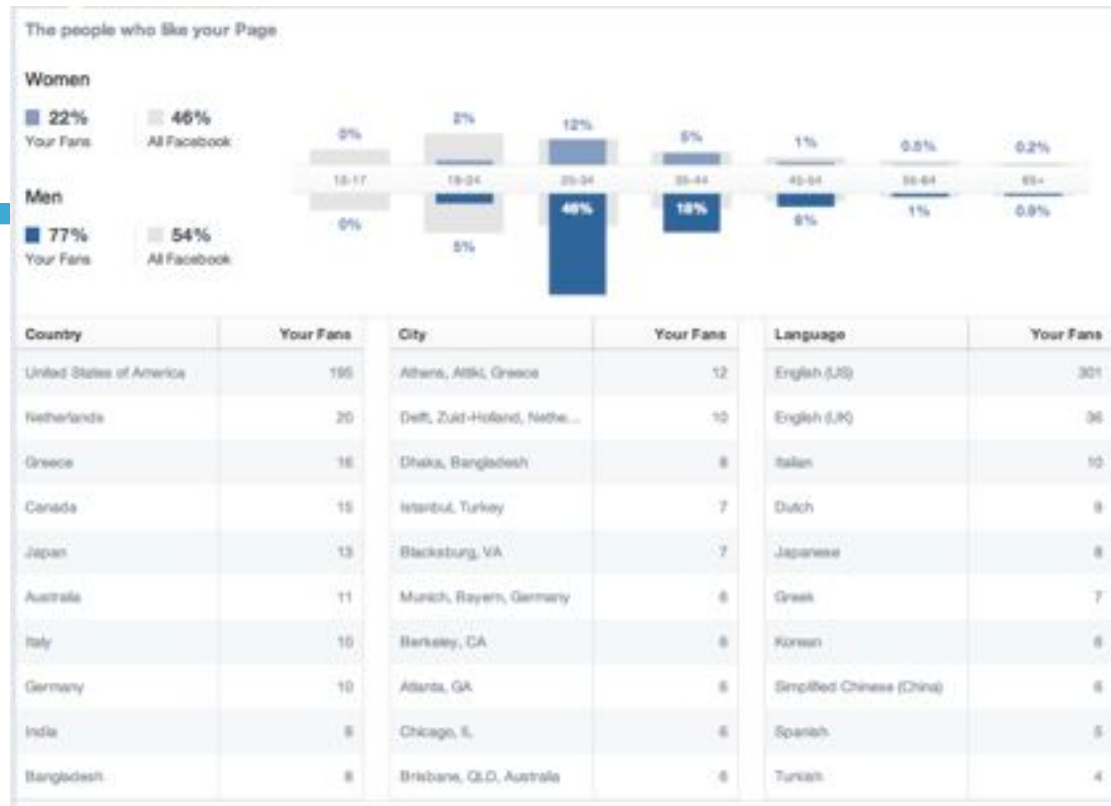 The people who like your Page
Women
22% 46%
Your Fans All Facebook
0% 2% 12% 5% 1% 0.5% 0.2%
13-17 18-24 25-34 35-44 45-54 55-64 65+
Men
77% 54%
Your Fans All Facebook
0% 5% 46% 18% 6% 1% 0.9%
Country Your Fans City Your Fans Language Your Fans
United States of America 195 Athens, Attiki, Greece 12 English (US) 301
Netherlands 20 Delft, Zuid-Holland, Nethe... 10 English (UK) 36
Greece 16 Dhaka, Bangladesh 8 Italian 10
Canada 15 Istanbul, Turkey 7 Dutch
Japan 13 Blacksburg, VA 7 Japanese 8
Australia 11 Munich, Bayern, Germany 6 Greek 7
Italy 10 Berkeley, CA 6 Korean 6
Germany 10 Atlanta, GA 6 Simplified Chinese (China) 6
India Chicago, IL 6 Spanish 5
Bangladesh 8 Brisbane, QLD, Australia 6 Turkish 4